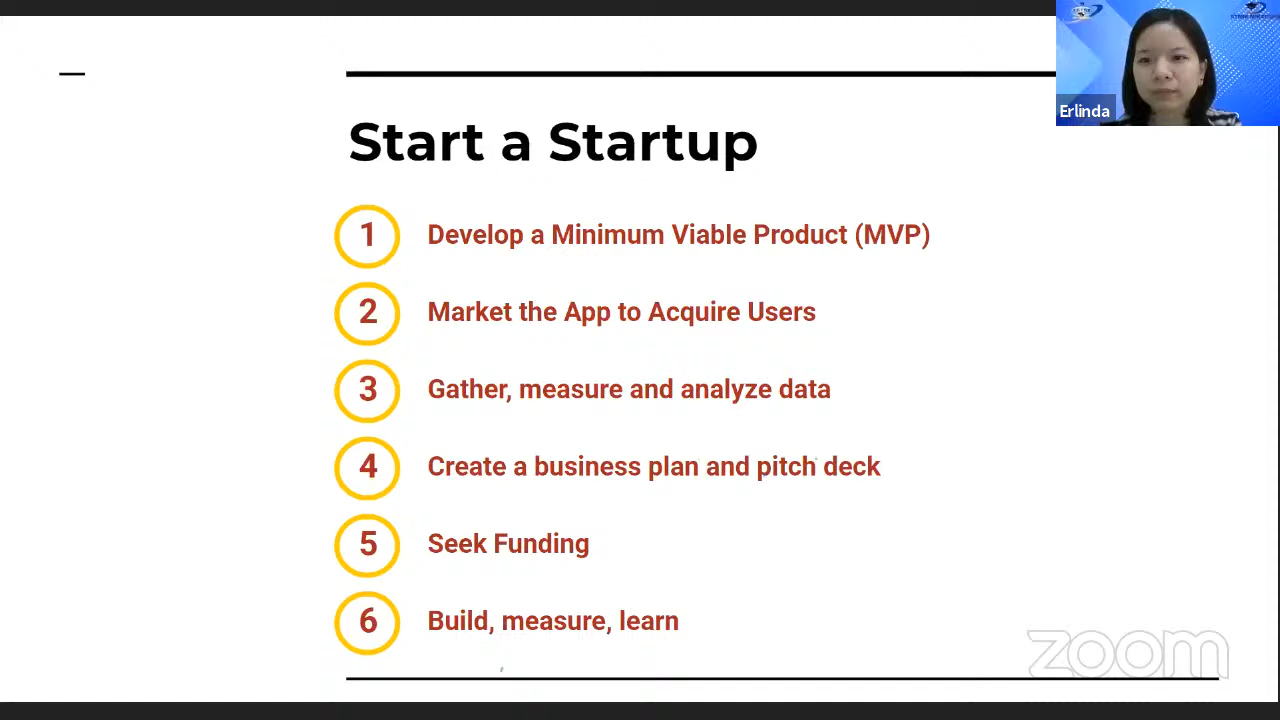 Erlinda
Start a Startup
1 Develop a Minimum Viable Product (MVP)
2 Market the App to Acquire Users
3 Gather, measure and analyze data
4 Create a business plan and pitch deck
5 Seek Funding
6 Build, measure, learn
zoom